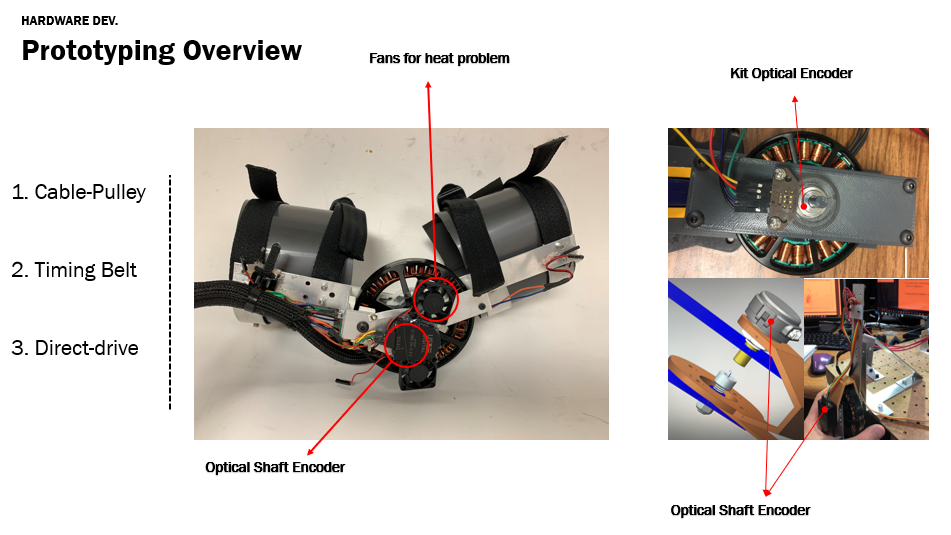 HARDWARE DEV.
Prototyping Overview
Fans for heat problem
Kit Optical Encoder
1. Cable-Pulley
2. Timing Belt
3. Direct-drive
Optical Shaft Encoder
Optical Shaft Encoder